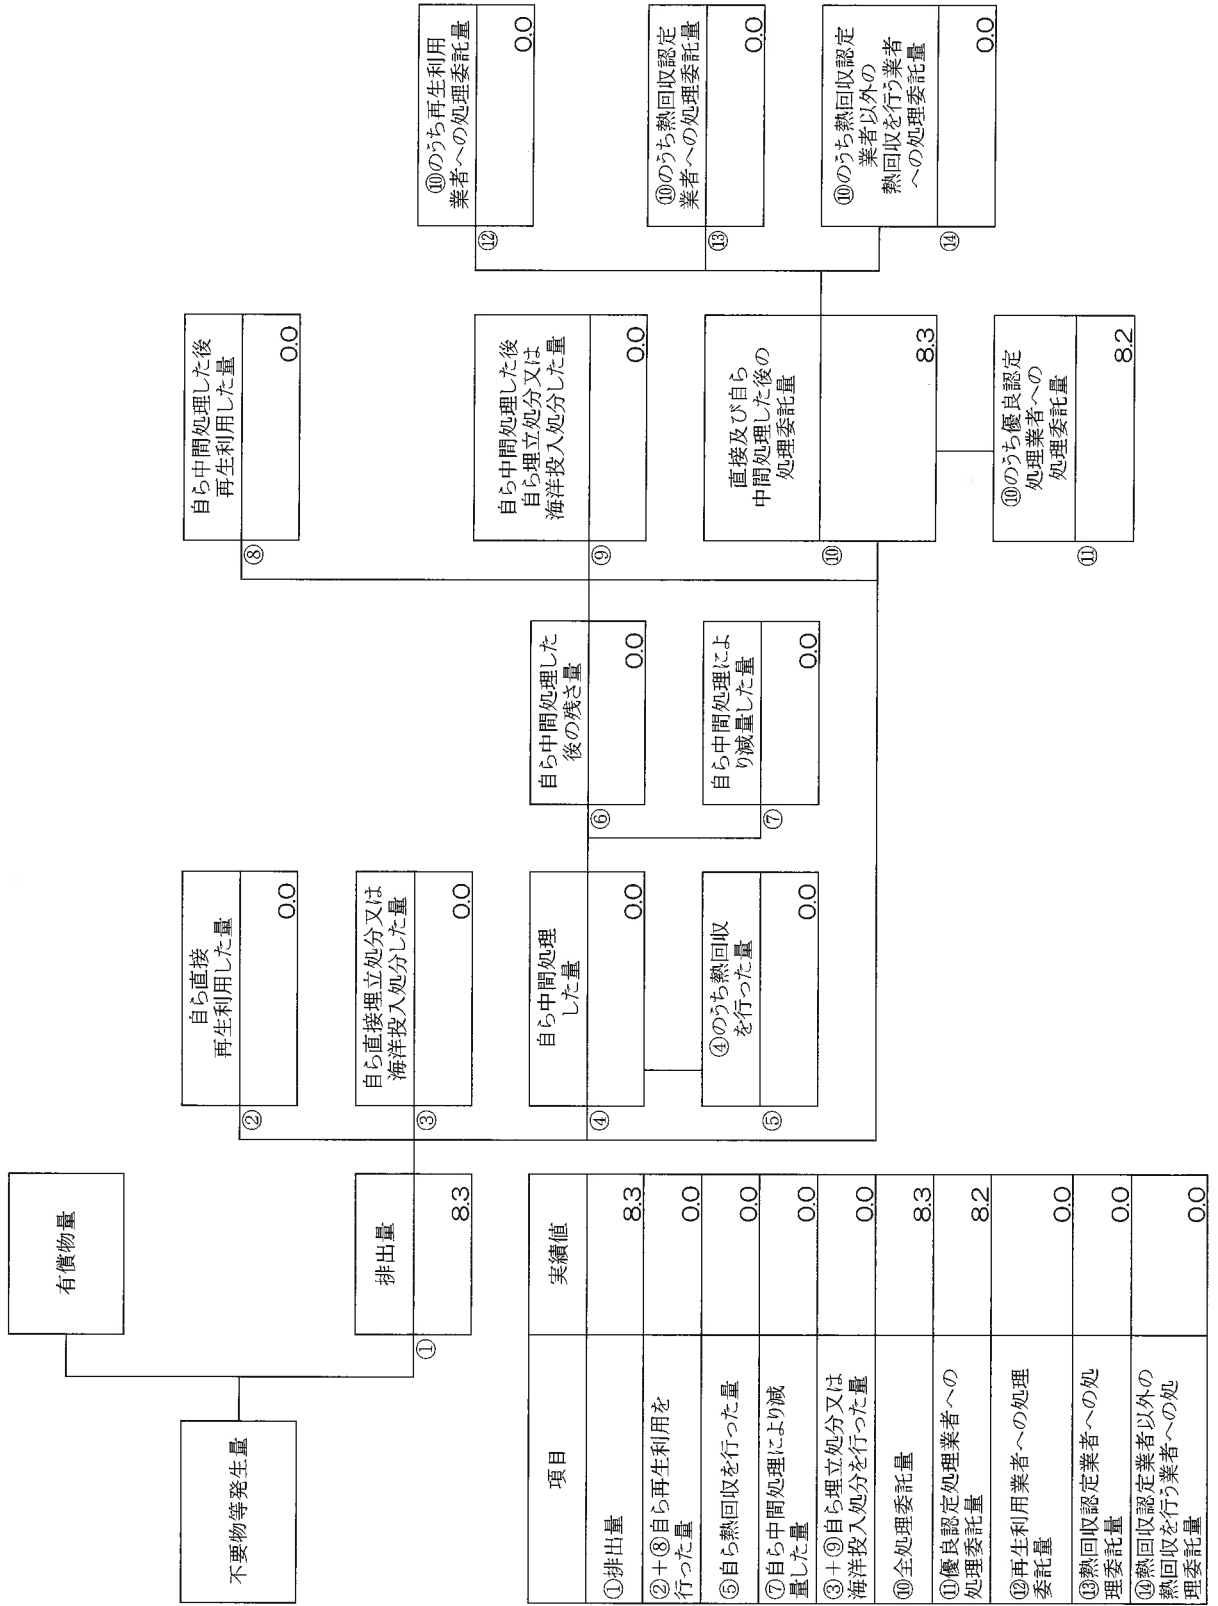 不要物等発生量
有償物量
①
排出量
8.3
②
自ら直接
再生利用した量
0.0
③
自ら直接埋立処分又は
海洋投入処分した量
0.0
④
自ら中間処理
した量
0.0
⑤
④のうち熱回収
を行った量
0.0
⑥
自ら中間処理した
後の残さ量
0.0
⑦
自ら中間処理によ
り減量した量
0.0
⑧
自ら中間処理した後
再生利用した量
0.0
⑨
自ら中間処理した後
自ら埋立処分又は
海洋投入処分した量
0.0
⑩
直接及び自ら
中間処理した後の
処理委託量
8.3
⑪
⑩のうち優良認定
処理業者への
処理委託量
8.2
⑫
⑩のうち再生利用
業者への処理委託量
0.0
⑬
⑩のうち熱回収認定
業者への処理委託量
0.0
⑭
⑩のうち熱回収認定
業者以外の
熱回収を行う業者
への処理委託量
0.0
項目 実績値
①排出量 8.3
②+⑧自ら再生利用を
行った量 0.0
⑤自ら熱回収を行った量 0.0
⑦自ら中間処理により減
量した量 0.0
③+⑨自ら埋立処分又は
海洋投入処分を行った量 0.0
⑩全処理委託量 8.3
⑪優良認定処理業者への
処理委託量 8.2
⑫再生利用業者への処理
委託量 0.0
⑬熱回収認定業者への処
理委託量 0.0
⑭熱回収認定業者以外の
熱回収を行う業者への処
理委託量 0.0